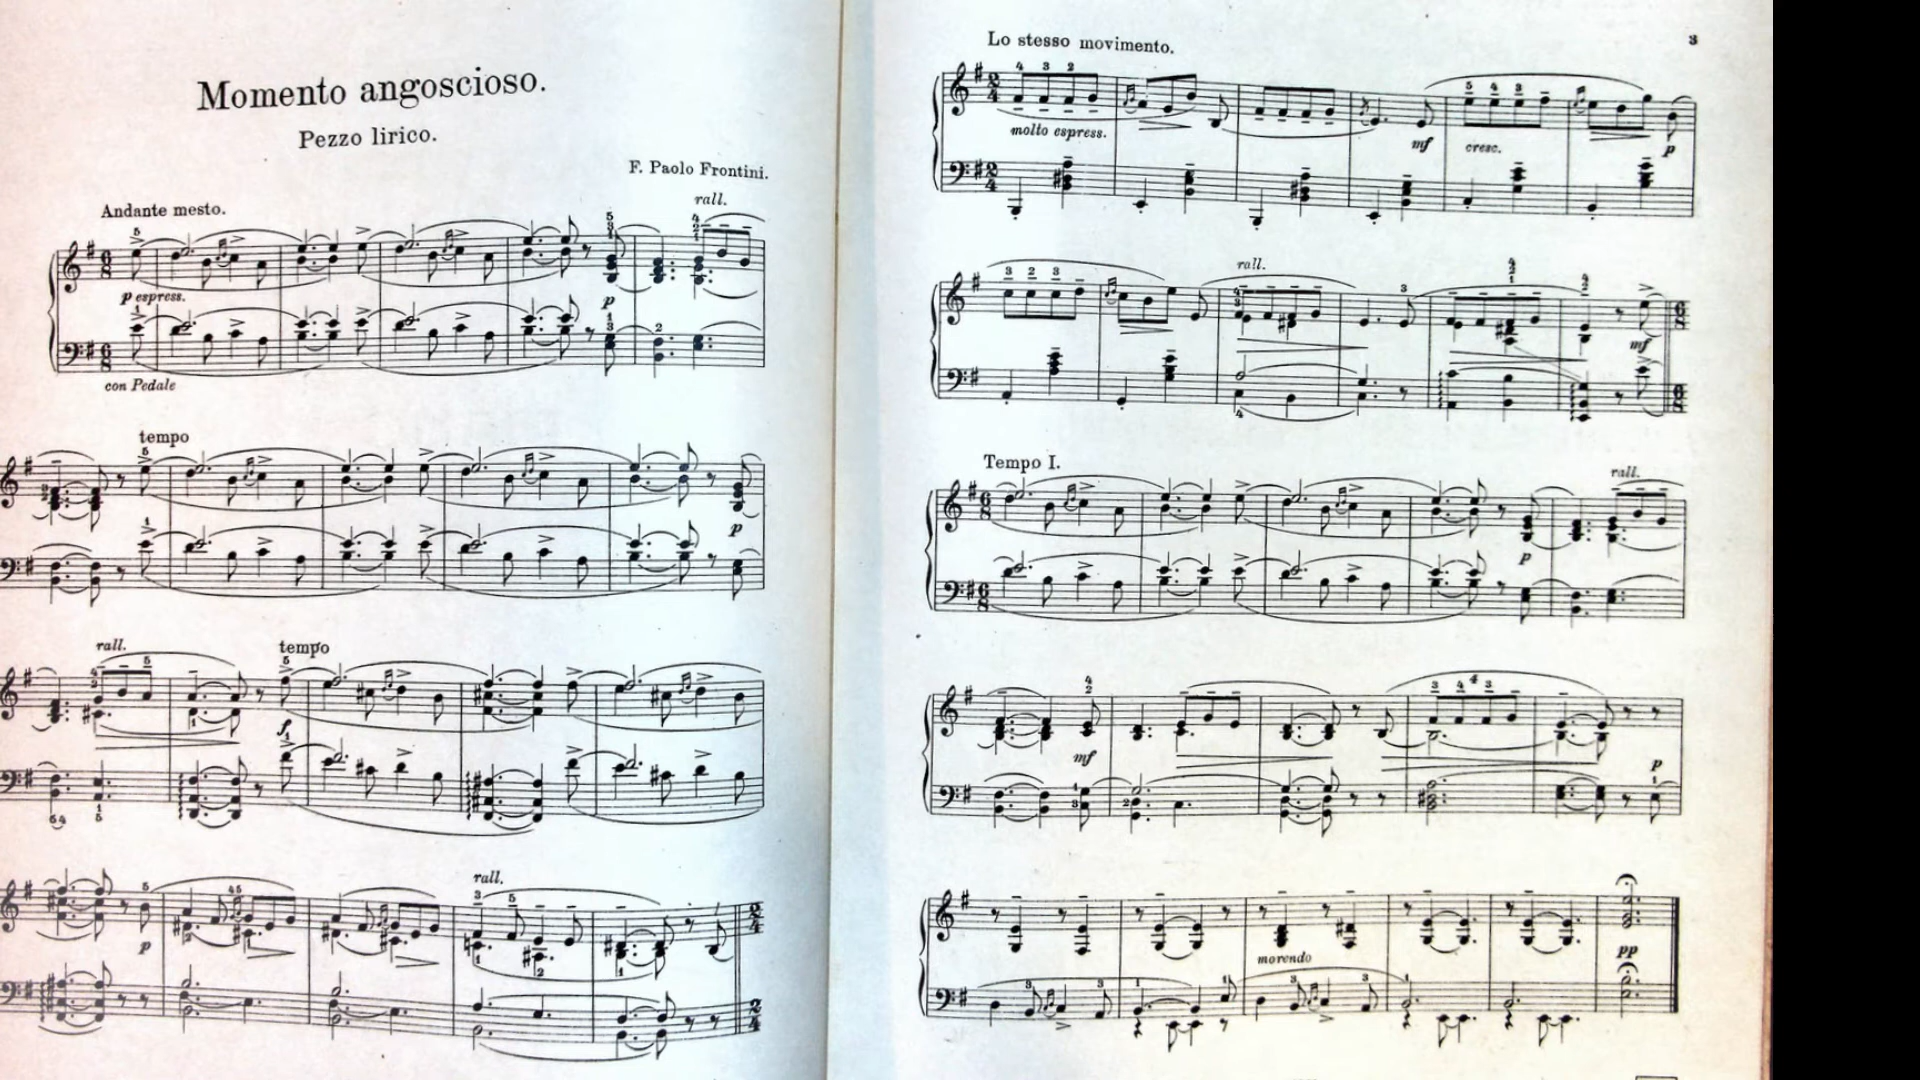 Momento angoscioso.
Pezzo lirico.
F. Paolo Frontini.
Andante mesto.
rall.
p espress.
p
con Pedale
tempo
p
rall.
tempo
f
rall.
p
3
Lo stesso movimento.
molto espress.
mf
cresc.
p
rall.
mf
Tempo I.
rall.
p
mf
p
morendo
pp